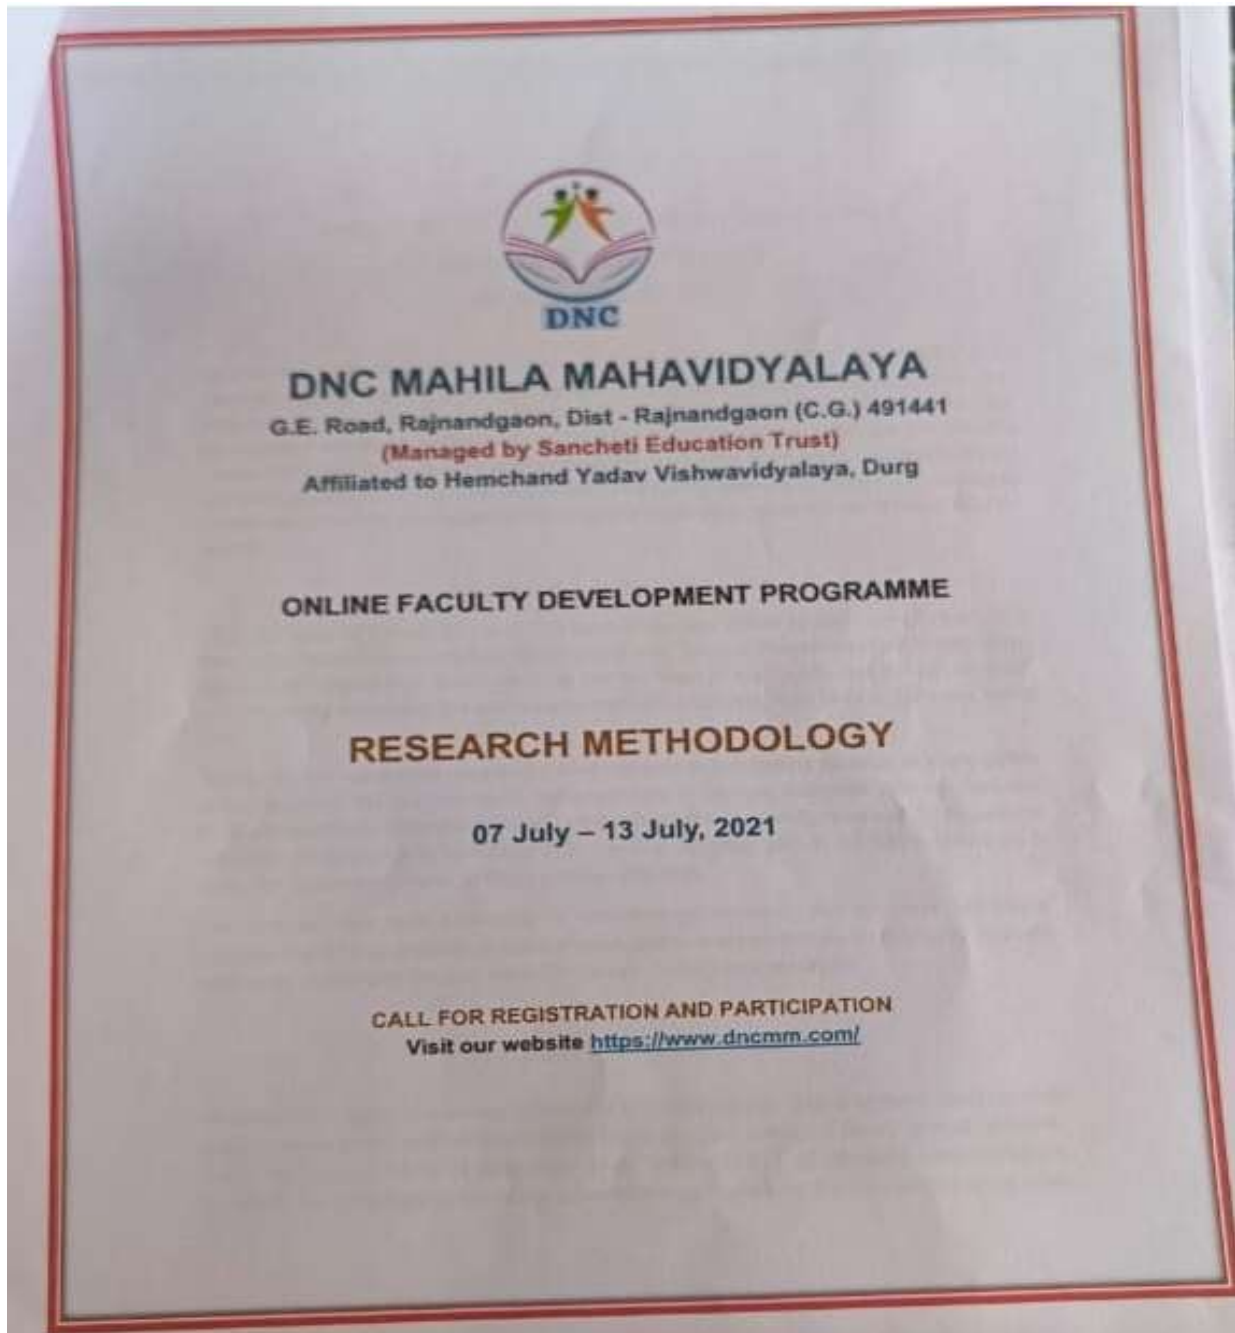 DNC
DNC MAHILA MAHAVIDYALAYA
G.E. Road, Rajnandgaon, Dist - Rajnandgaon (C.G.) 491441
(Managed by Sancheti Education Trust)
Affiliated to Hemchand Yadav Vishwavidyalaya, Durg
ONLINE FACULTY DEVELOPMENT PROGRAMME
RESEARCH METHODOLOGY
07 July – 13 July, 2021
CALL FOR REGISTRATION AND PARTICIPATION
Visit our website https://www.dncmm.com/